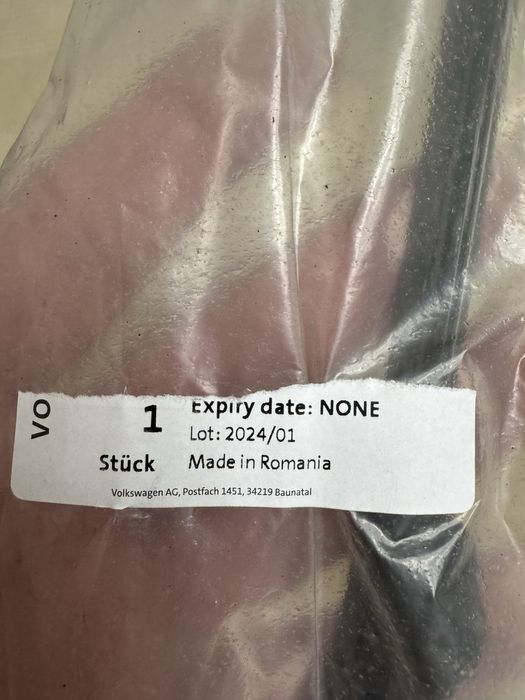 VO
Expiry date: NONE
1
Lot: 2024/01
Stück
Made in Romania
Volkswagen AG, Postfach 1451, 34219 Baunatal